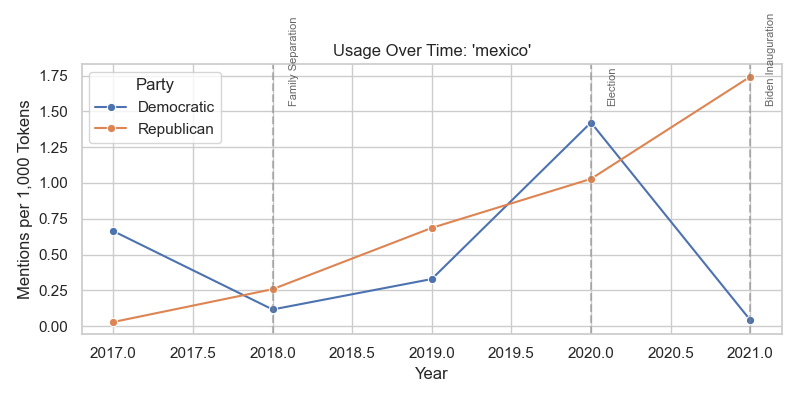 Usage Over Time: 'mexico'
Family Separation
Election
Biden Inauguration
Party
Democratic
Republican
Mentions per 1,000 Tokens
1.75
1.50
1.25
1.00
0.75
0.50
0.25
0.00
2017.0 2017.5 2018.0 2018.5 2019.0 2019.5 2020.0 2020.5 2021.0
Year